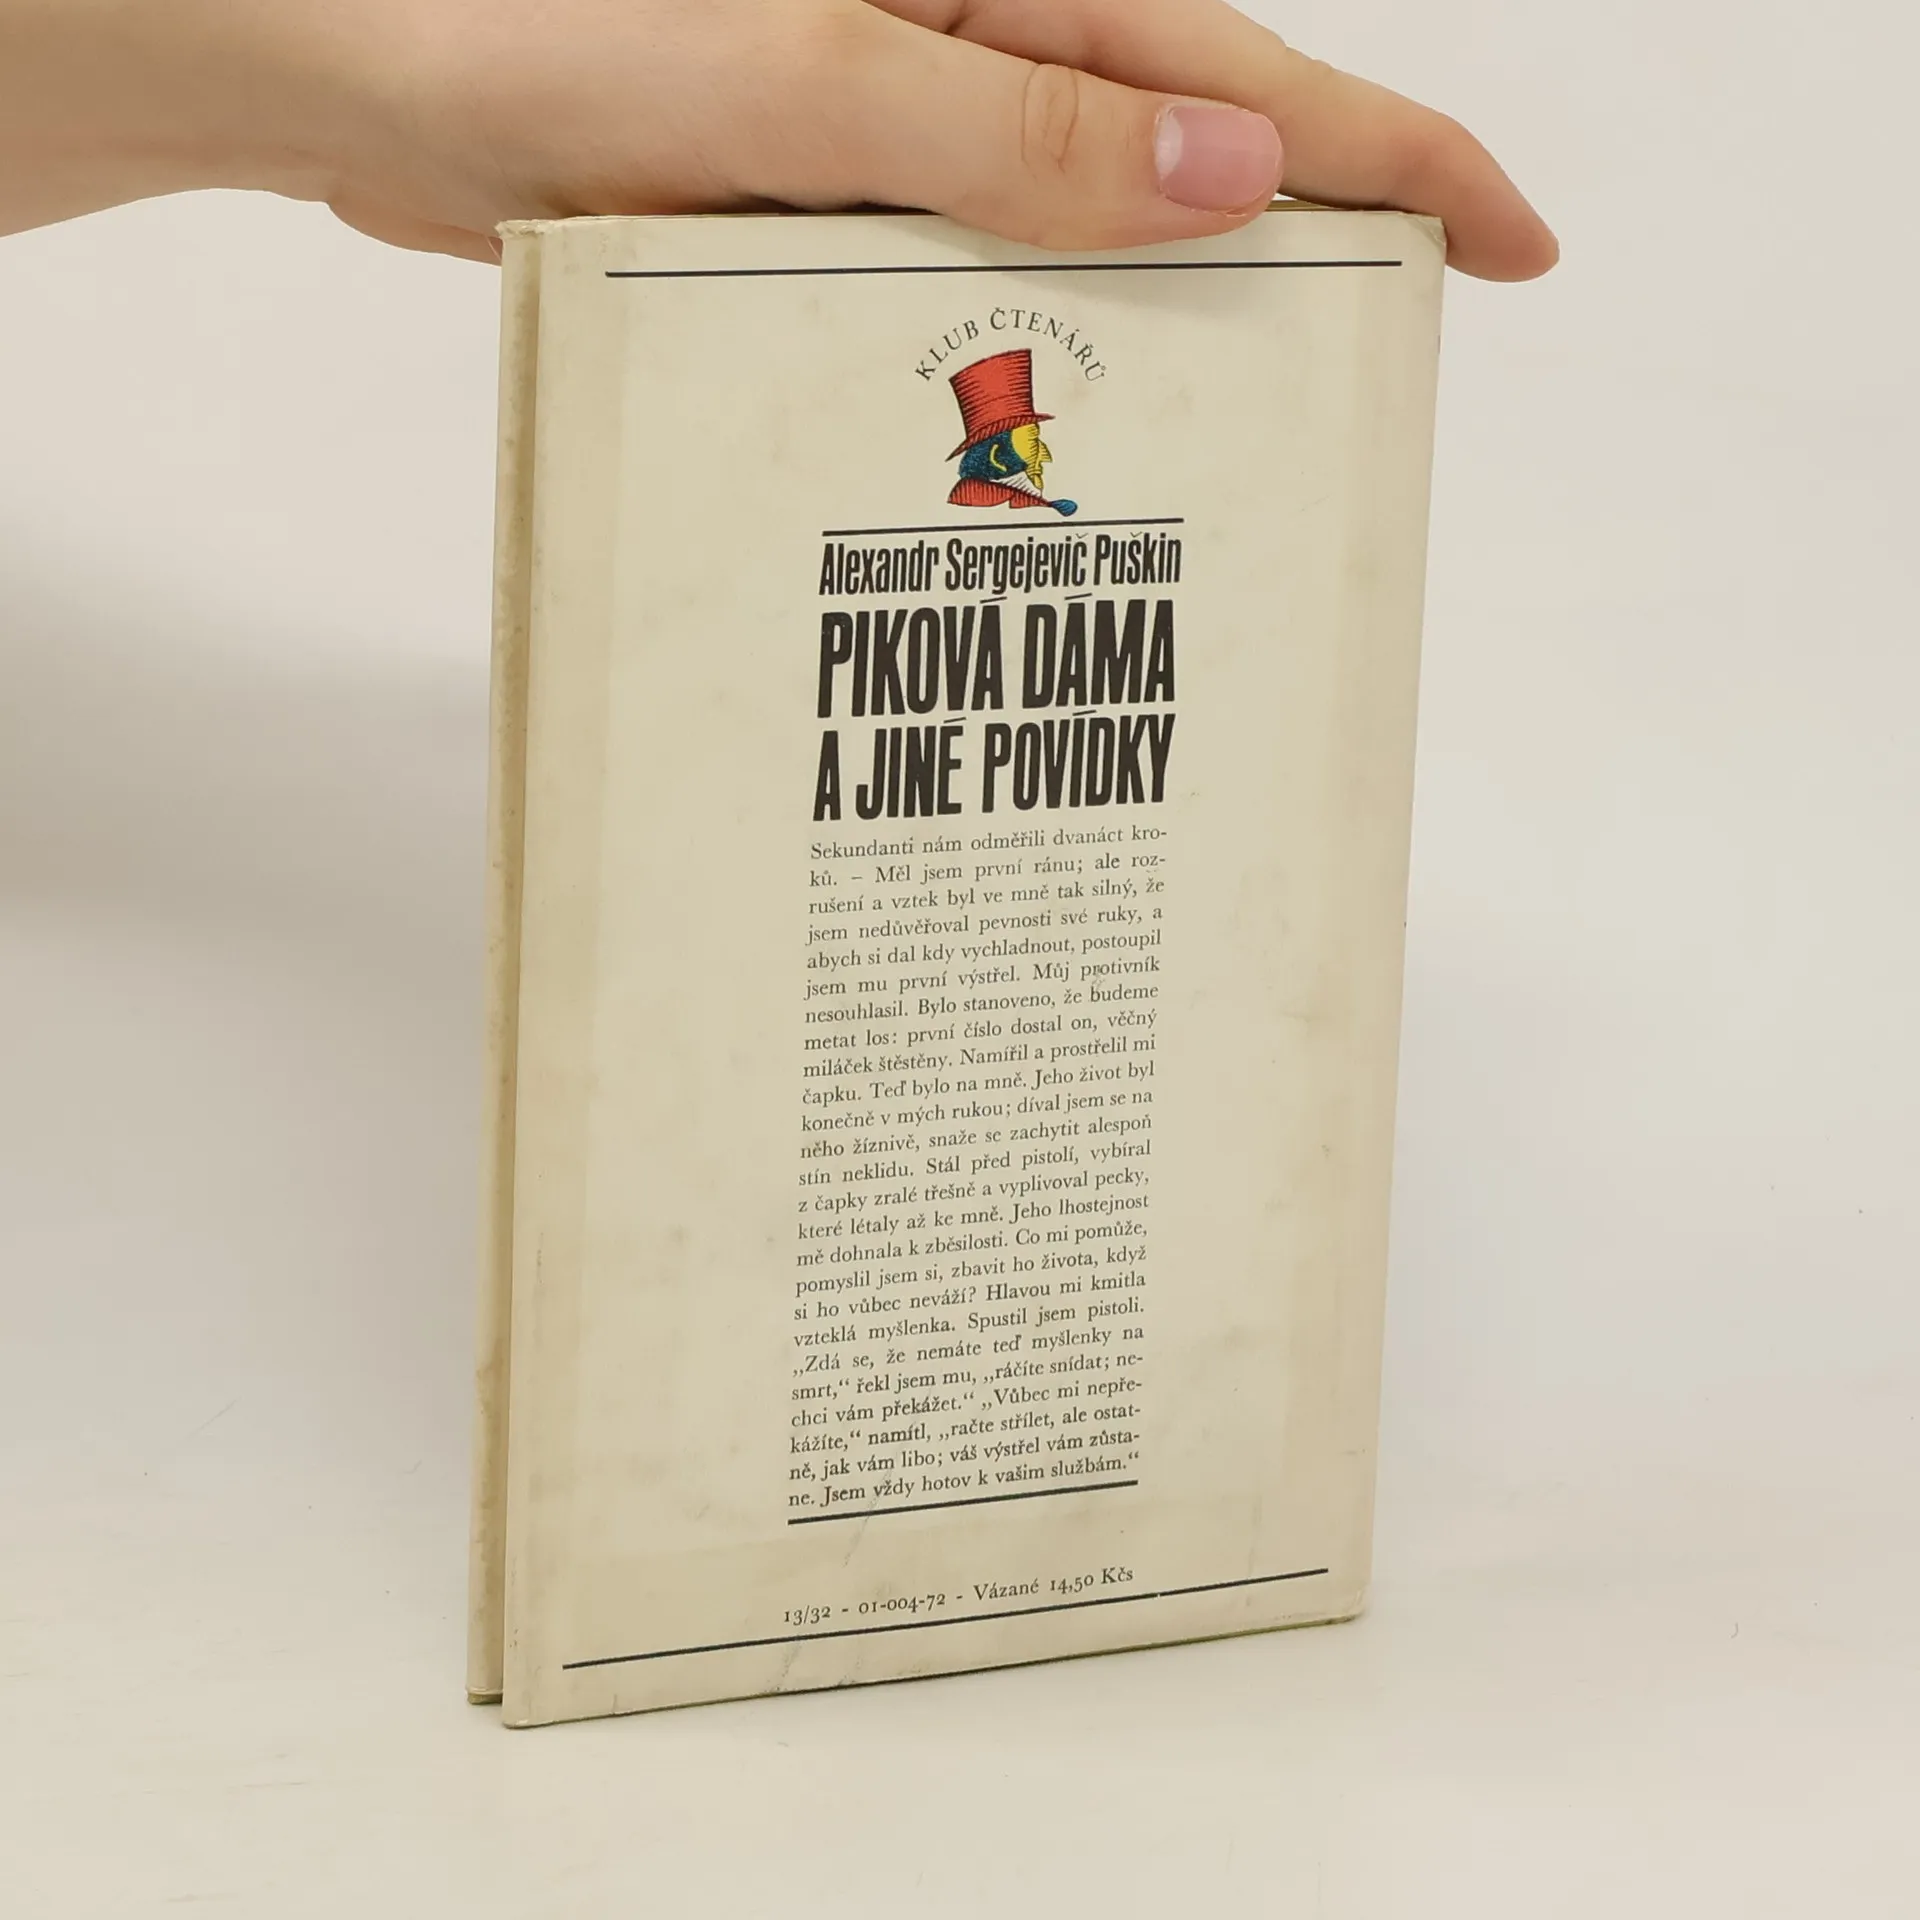 KLUB ČTENÁŘŮ
Alexandr Sergejevič Puškin
PIKOVÁ DÁMA
A JINÉ POVÍDKY
Sekundanti nám odměřili dvanáct kro-
ků. – Měl jsem první ránu; ale roz-
rušení a vztek byl ve mně tak silný, že
jsem nedůvěřoval pevnosti své ruky, a
abych si dal kdy vychladnout, postoupil
jsem mu první výstřel. Můj protivník
nesouhlasil. Bylo stanoveno, že budeme
metat los: první číslo dostal on, věčný
miláček štěstěny. Namířil a prostřelil mi
čapku. Teď bylo na mně. Jeho život byl
konečně v mých rukou; díval jsem se na
něho žíznivě, snaže se zachytit alespoň
stín neklidu. Stál před pistolí, vybíral
z čapky zralé třešně a vyplivoval pecky,
které létaly až ke mně. Jeho lhostejnost
mě dohnala k zběsilosti. Co mi pomůže,
pomyslil jsem si, zbavit ho života, když
si ho vůbec neváží? Hlavou mi kmitla
vzteklá myšlenka. Spustil jsem pistoli.
„Zdá se, že nemáte teď myšlenky na
smrt,“ řekl jsem mu, „ráčíte snídat; ne-
chci vám překážet.“ „Vůbec mi nepře-
kážíte,“ namítl, „račte střílet, ale ostat-
ně, jak vám libo; váš výstřel vám zůsta-
ne. Jsem vždy hotov k vašim službám.“
13/32 - 01-004-72 - Vázané 14,50 Kčs